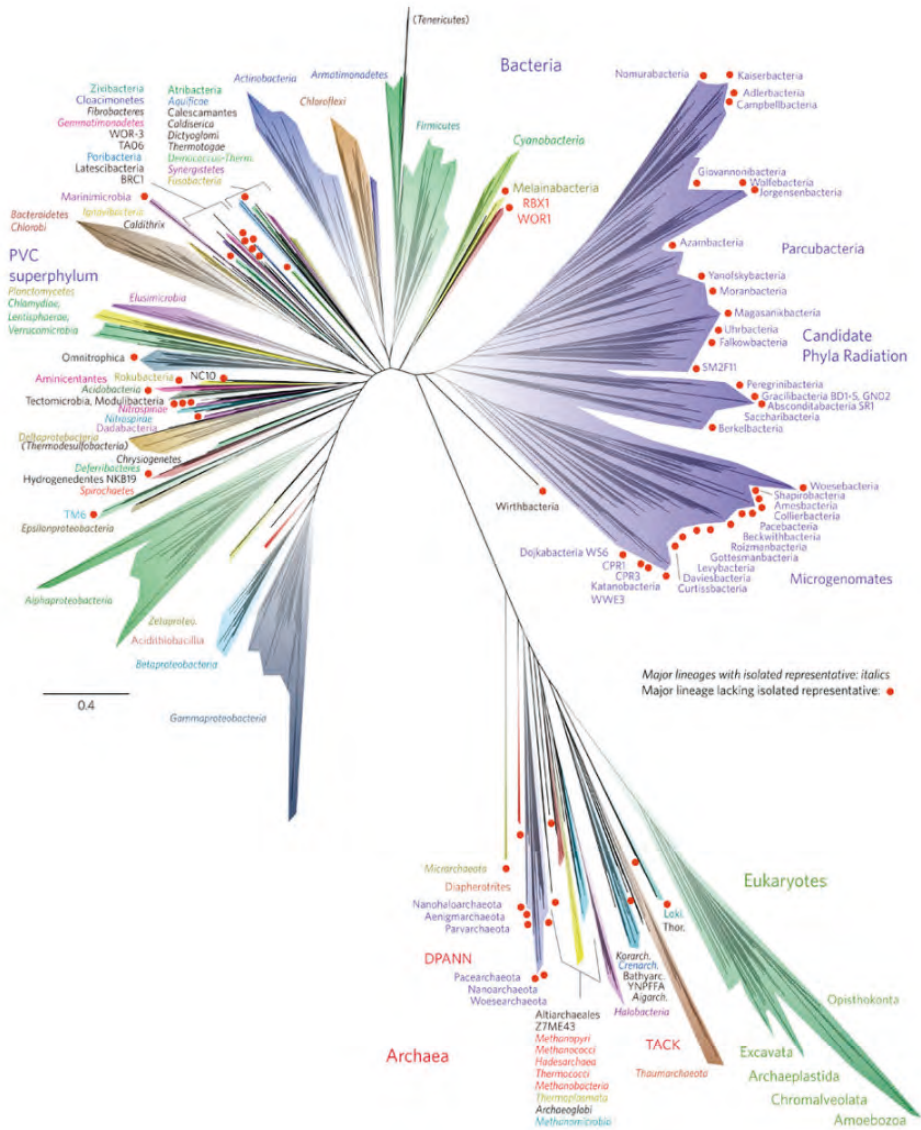 (Tenericutes)
Bacteria
Nomurabacteria
Kaiserbacteria
Adlerbacteria
Campbellbacteria
Zixibacteria
Cloacimonetes
Fibrobacteres
Gemmatimonadetes
WOR-3
TA06
Poribacteria
Latescibacteria
BRC1
Atribacteria
Aquificae
Calescamantes
Caldiserica
Dictyoglomi
Thermotogae
Deinococcus-Therm.
Synergistetes
Fusobacteria
Actinobacteria
Armatimonadetes
Chloroflexi
Firmicutes
Cyanobacteria
Melainabacteria
RBX1
WOR1
Giovannonibacteria
Wolfebacteria
Jorgensenbacteria
Azambacteria
Parcubacteria
Yanofskybacteria
Moranbacteria
Magasanikbacteria
Uhrbacteria
Falkowbacteria
Candidate
Phyla Radiation
SM2F11
Peregrinibacteria
Gracilibacteria BD1-5, GN02
Absconditabacteria SR1
Saccharibacteria
Berkelbacteria
Marinimicrobia
Bacteroidetes
Chlorobi
Ignavibacteria
Caldithrix
PVC
superphylum
Planctomycetes
Chlamydiae,
Lentisphaerae,
Verrucomicrobia
Elusimicrobia
Omnitrophica
Aminicentantes
Rokubacteria
NC10
Acidobacteria
Tectomicrobia, Modulibacteria
Nitrospinae
Nitrospirae
Dadabacteria
Deltaprotebacteria
(Thermodesulfobacteria)
Chrysiogenetes
Deferribacteres
Hydrogenedentes NKB19
Spirochaetes
TM6
Epsilonproteobacteria
Wirthbacteria
Woesebacteria
Shapirobacteria
Amesbacteria
Collierbacteria
Pacebacteria
Beckwithbacteria
Roizmanbacteria
Gottesmanbacteria
Levybacteria
Daviesbacteria
Curtissbacteria
Microgenomates
Dojkabacteria WS6
CPR1
CPR3
Katanobacteria
WWE3
Alphaproteobacteria
Zetaproteo.
Acidithiobacillia
Betaproteobacteria
Gammaproteobacteria
0.4
Major lineages with isolated representative: italics
Major lineage lacking isolated representative:
Micrarchaeota
Diapherotrites
Nanohaloarchaeota
Aenigmarchaeota
Parvarchaeota
DPANN
Pacearchaeota
Nanoarchaeota
Woesearchaeota
Archaea
Altiarchaeales
Z7ME43
Methanopyri
Methanococci
Hadesarchaea
Thermococci
Methanobacteria
Thermoplasmata
Archaeoglobi
Methanomicrobia
Halobacteria
Korarch.
Crenarch.
Bathyarc.
YNPFFA
Aigarch.
TACK
Thaumarchaeota
Loki.
Thor.
Eukaryotes
Opisthokonta
Excavata
Archaeplastida
Chromalveolata
Amoebozoa